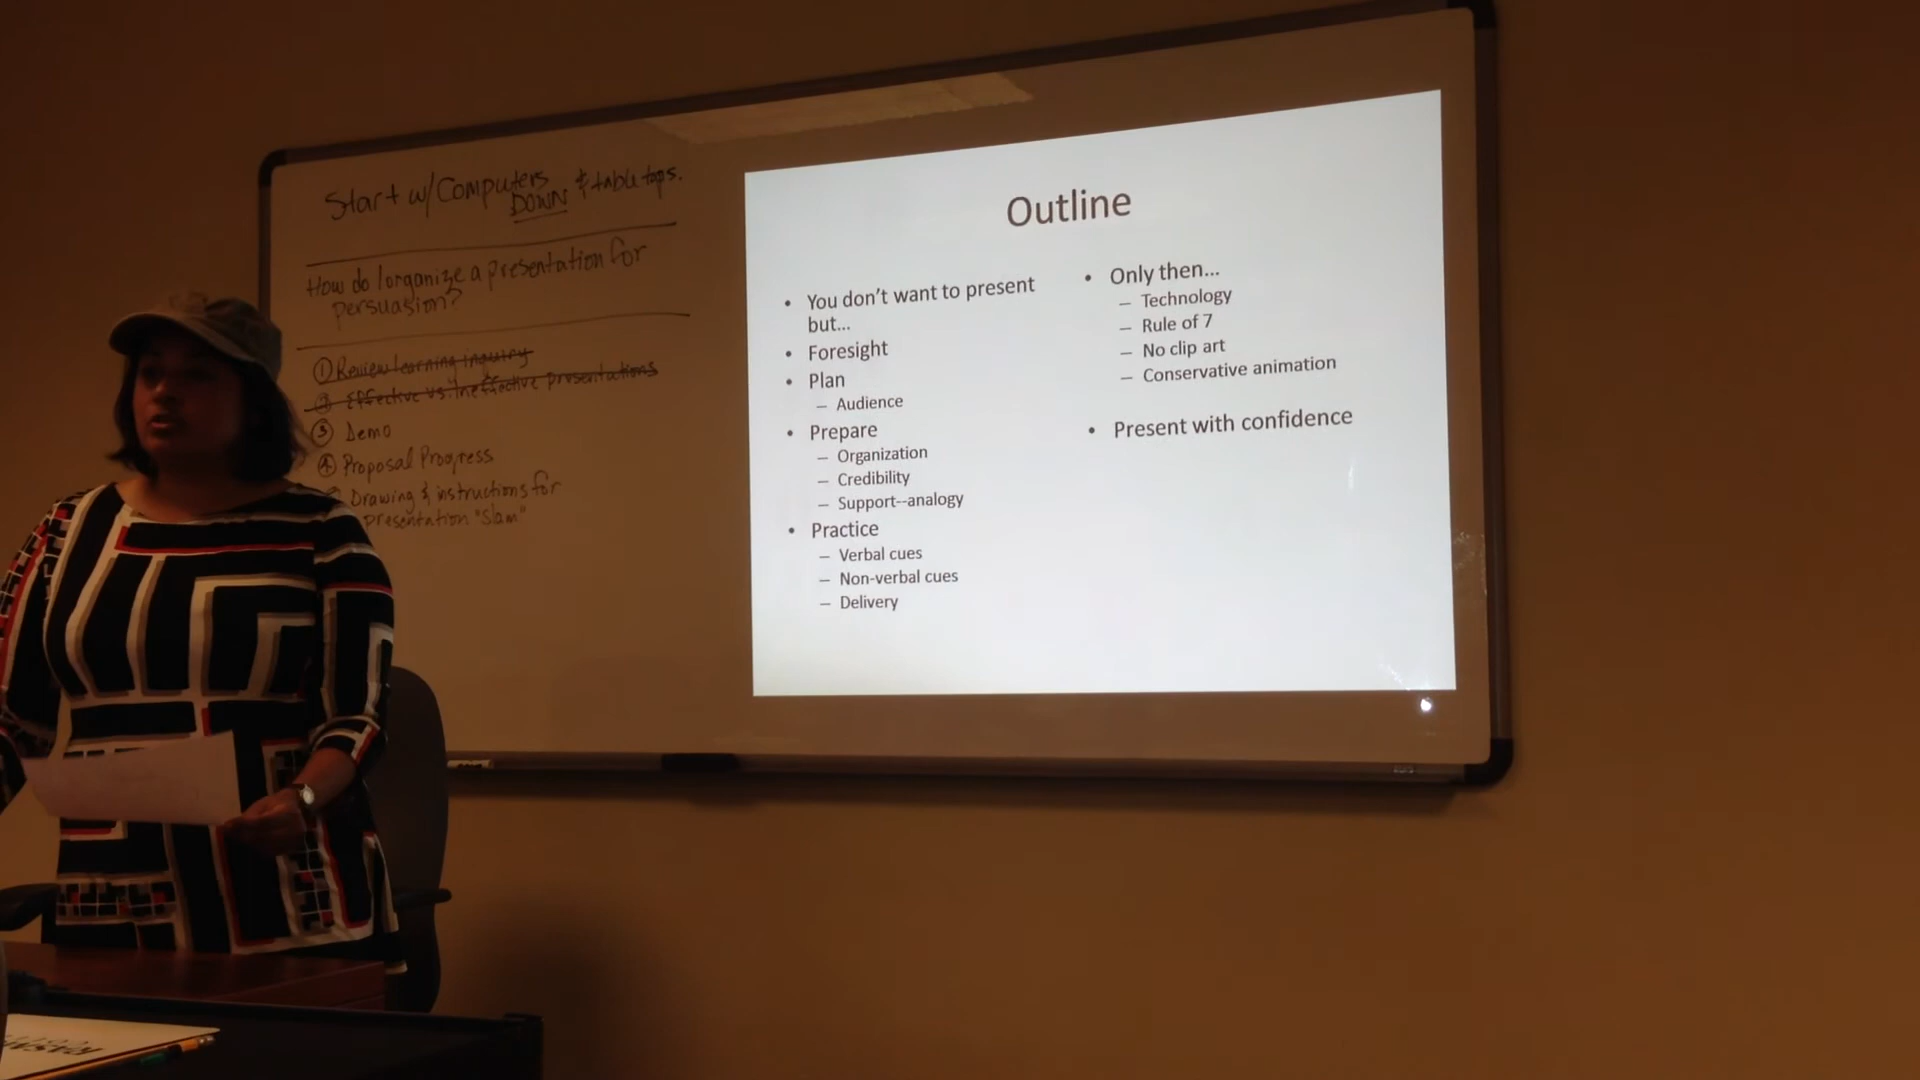 Start w/Computers & table tops.
DOWN
How do I organize a presentation for
persuasion?
① Review learning inquiry
② Effective vs. Ineffective presentations
③ Demo
④ Proposal Progress
Drawing & instructions for
presentation "slam"
Outline
• You don't want to present
but...
• Foresight
• Plan
– Audience
• Prepare
– Organization
– Credibility
– Support--analogy
• Practice
– Verbal cues
– Non-verbal cues
– Delivery
• Only then...
– Technology
– Rule of 7
– No clip art
– Conservative animation
• Present with confidence